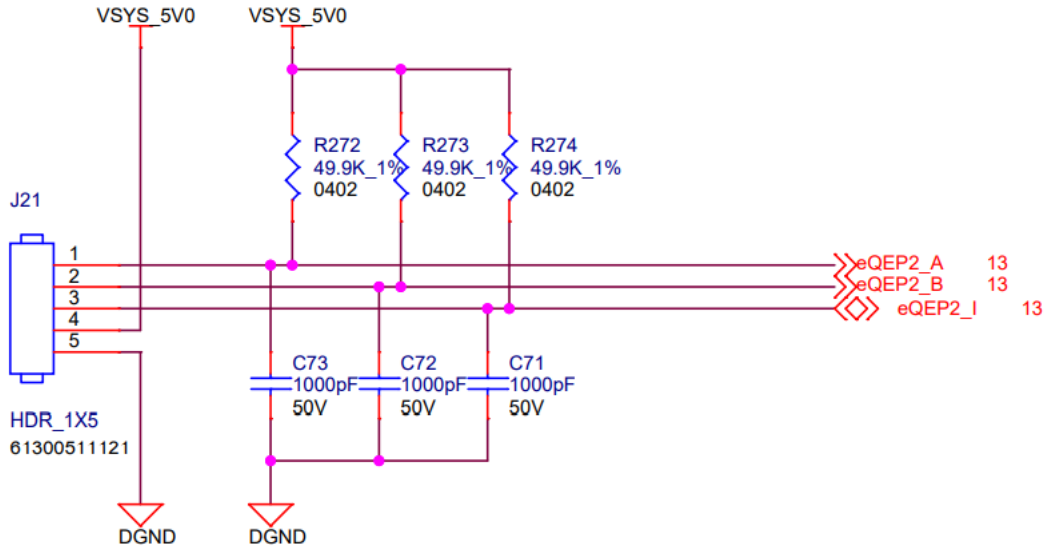 VSYS_5V0
VSYS_5V0
R272
49.9K_1%
0402
R273
49.9K_1%
0402
R274
49.9K_1%
0402
J21
1
2
3
4
5
eQEP2_A 13
eQEP2_B 13
eQEP2_I 13
C73
1000pF
50V
C72
1000pF
50V
C71
1000pF
50V
HDR_1X5
61300511121
DGND
DGND